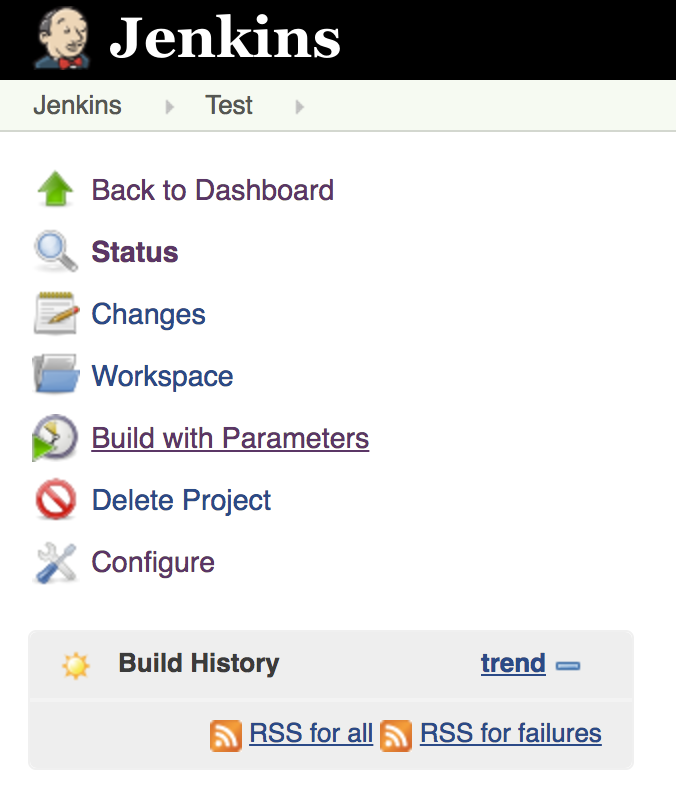 Jenkins
Jenkins Test
Back to Dashboard
Status
Changes
Workspace
Build with Parameters
Delete Project
Configure
Build History trend
RSS for all RSS for failures